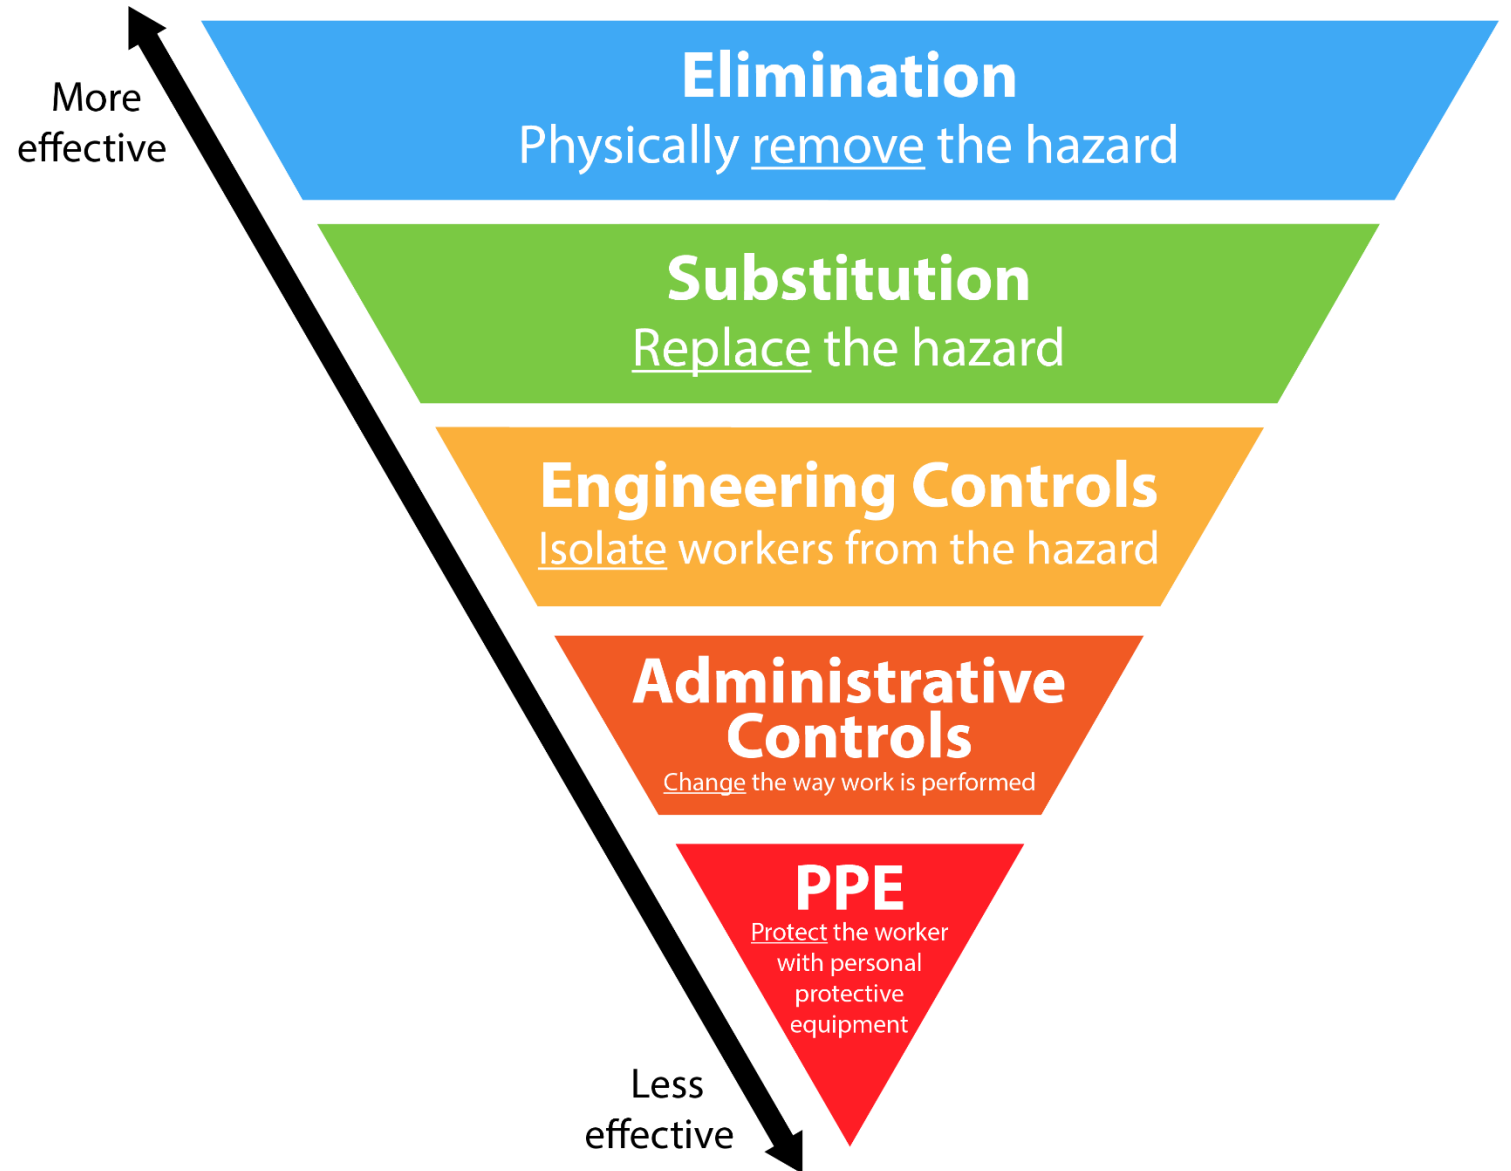 More
effective
Elimination
Physically remove the hazard
Substitution
Replace the hazard
Engineering Controls
Isolate workers from the hazard
Administrative
Controls
Change the way work is performed
PPE
Protect the worker
with personal
protective
equipment
Less
effective